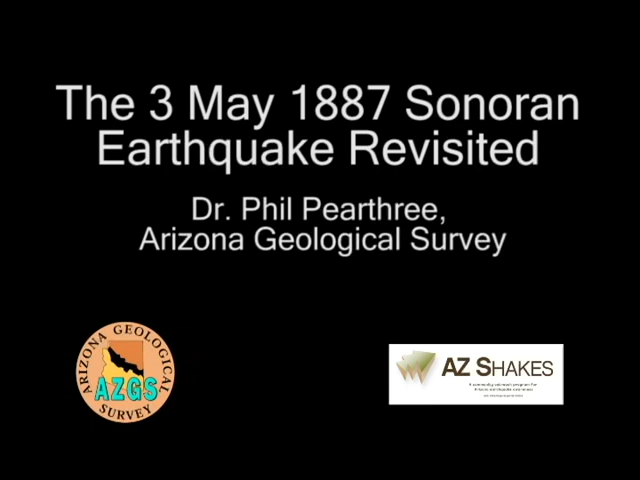 The 3 May 1887 Sonoran
Earthquake Revisited
Dr. Phil Pearthree,
Arizona Geological Survey
ARIZONA GEOLOGICAL
AZGS
SURVEY
AZ SHAKES